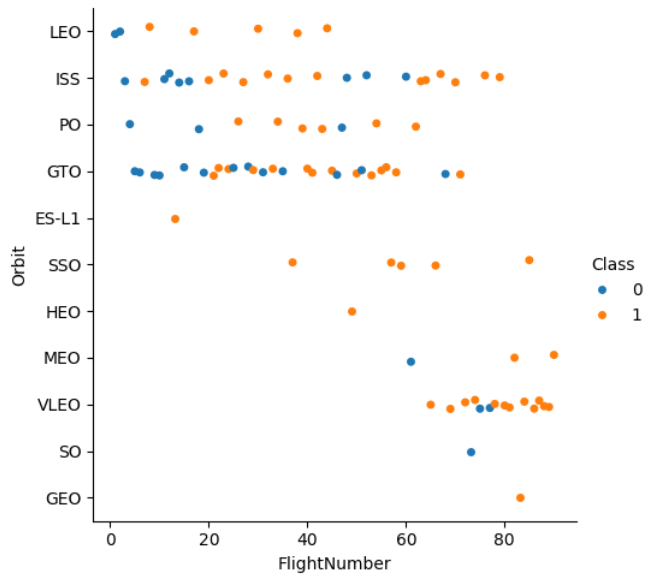 LEO
ISS
PO
GTO
ES-L1
SSO
HEO
MEO
VLEO
SO
GEO
Orbit
0 20 40 60 80
FlightNumber
Class
0
1